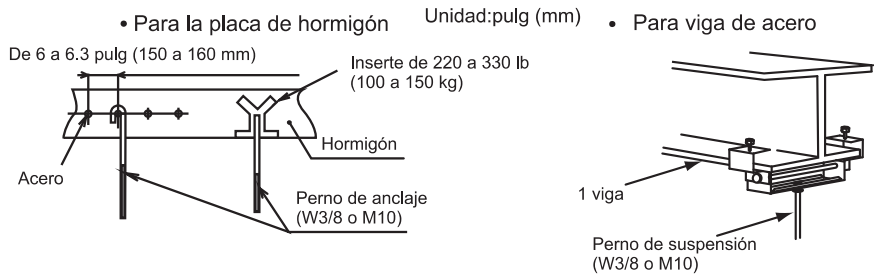 • Para la placa de hormigón
Unidad:pulg (mm)
• Para viga de acero
De 6 a 6.3 pulg (150 a 160 mm)
Inserte de 220 a 330 lb
(100 a 150 kg)
Hormigón
Acero
Perno de anclaje
(W3/8 o M10)
1 viga
Perno de suspensión
(W3/8 o M10)